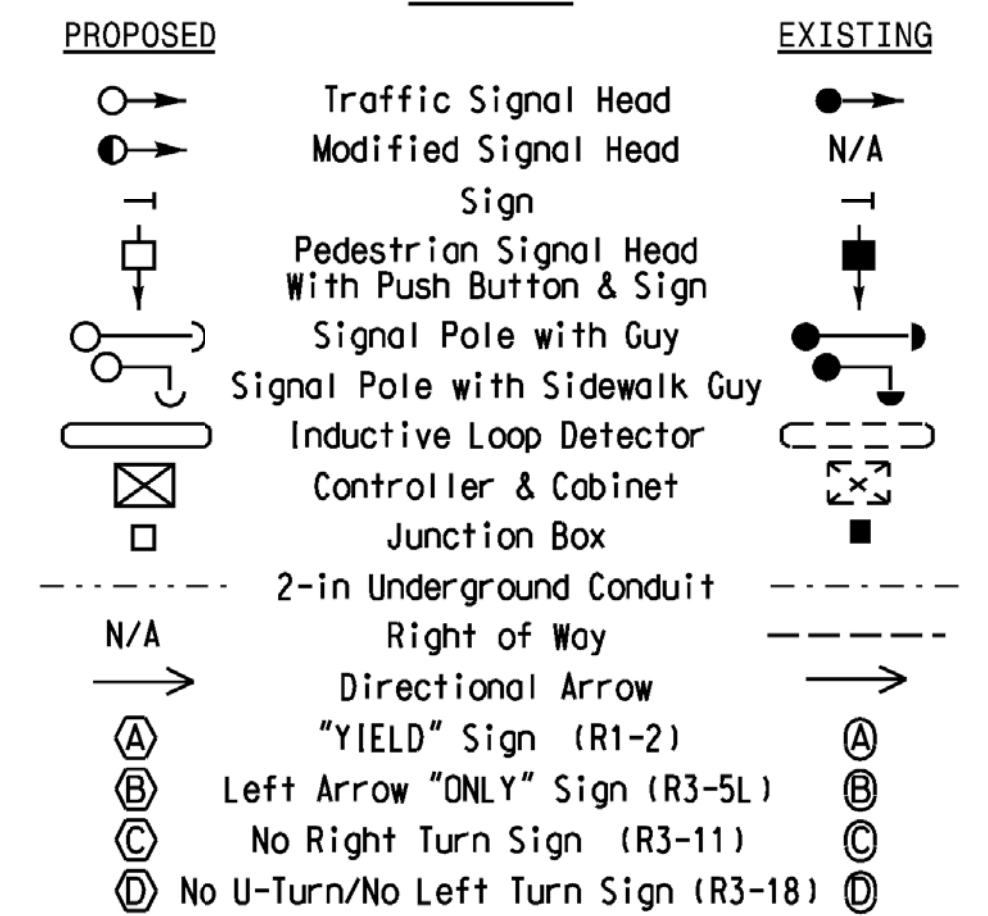 PROPOSED EXISTING
Traffic Signal Head
Modified Signal Head N/A
Sign
Pedestrian Signal Head
With Push Button & Sign
Signal Pole with Guy
Signal Pole with Sidewalk Guy
Inductive Loop Detector
Controller & Cabinet
Junction Box
2-in Underground Conduit
N/A Right of Way
Directional Arrow
A "YIELD" Sign (R1-2) A
B Left Arrow "ONLY" Sign (R3-5L) B
C No Right Turn Sign (R3-11) C
D No U-Turn/No Left Turn Sign (R3-18) D